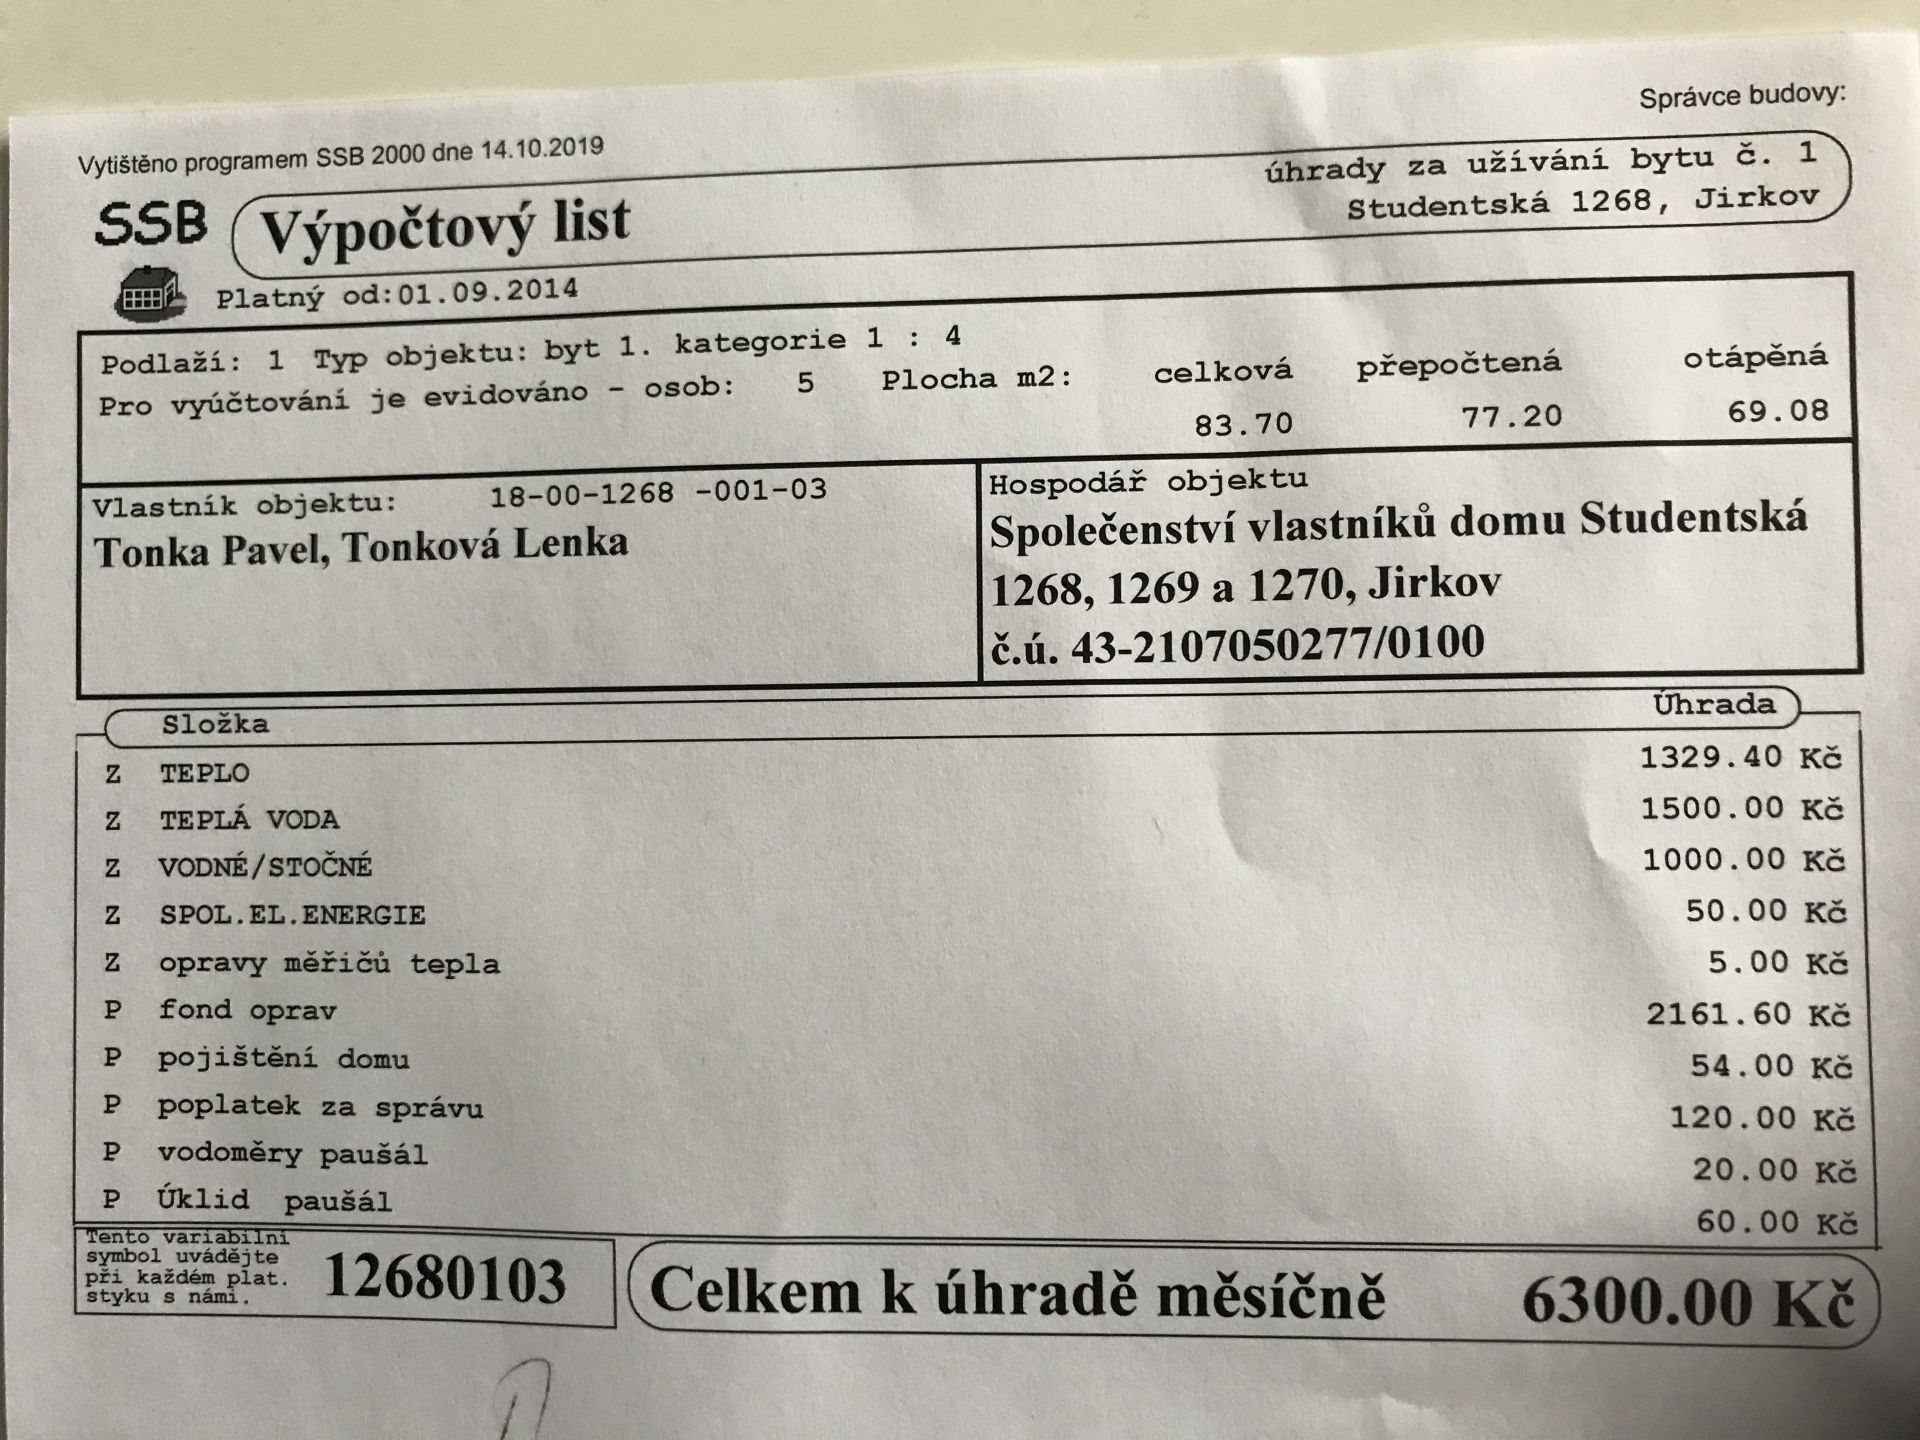 Správce budovy:
Vytištěno programem SSB 2000 dne 14.10.2019
úhrady za užívání bytu č. 1
SSB Výpočtový list
Studentská 1268, Jirkov
Platný od:01.09.2014
Podlaží: 1 Typ objektu: byt 1. kategorie 1 : 4
Pro vyúčtování je evidováno - osob: 5 Plocha m2: celková přepočtená otápěná
83.70 77.20 69.08
Vlastník objektu: 18-00-1268 -001-03
Tonka Pavel, Tonková Lenka
Hospodář objektu
Společenství vlastníků domu Studentská
1268, 1269 a 1270, Jirkov
č.ú. 43-2107050277/0100
Složka Úhrada
Z TEPLO 1329.40 Kč
Z TEPLÁ VODA 1500.00 Kč
Z VODNÉ/STOČNÉ 1000.00 Kč
Z SPOL.EL.ENERGIE 50.00 Kč
Z opravy měřičů tepla 5.00 Kč
P fond oprav 2161.60 Kč
P pojištění domu 54.00 Kč
P poplatek za správu 120.00 Kč
P vodoměry paušál 20.00 Kč
P Úklid paušál 60.00 Kč
Tento variabilní
symbol uvádějte
při každém plat.
styku s námi.
12680103
Celkem k úhradě měsíčně 6300.00 Kč